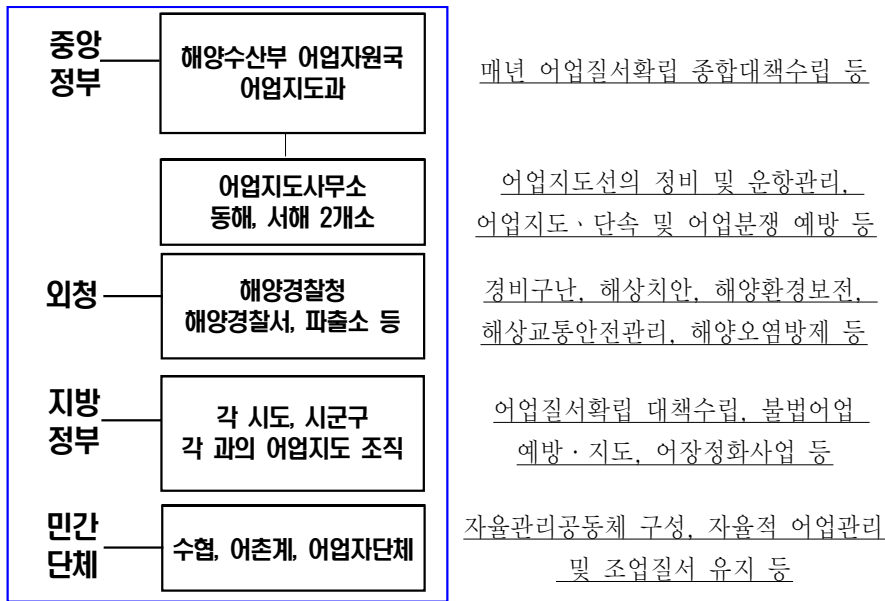 중앙
정부
해양수산부 어업자원국
어업지도과
매년 어업질서확립 종합대책수립 등
어업지도사무소
동해, 서해 2개소
어업지도선의 정비 및 운항관리,
어업지도ㆍ단속 및 어업분쟁 예방 등
외청
해양경찰청
해양경찰서, 파출소 등
경비구난, 해상치안, 해양환경보전,
해상교통안전관리, 해양오염방제 등
지방
정부
각 시도, 시군구
각 과의 어업지도 조직
어업질서확립 대책수립, 불법어업
예방ㆍ지도, 어장정화사업 등
민간
단체
수협, 어촌계, 어업자단체
자율관리공동체 구성, 자율적 어업관리
및 조업질서 유지 등